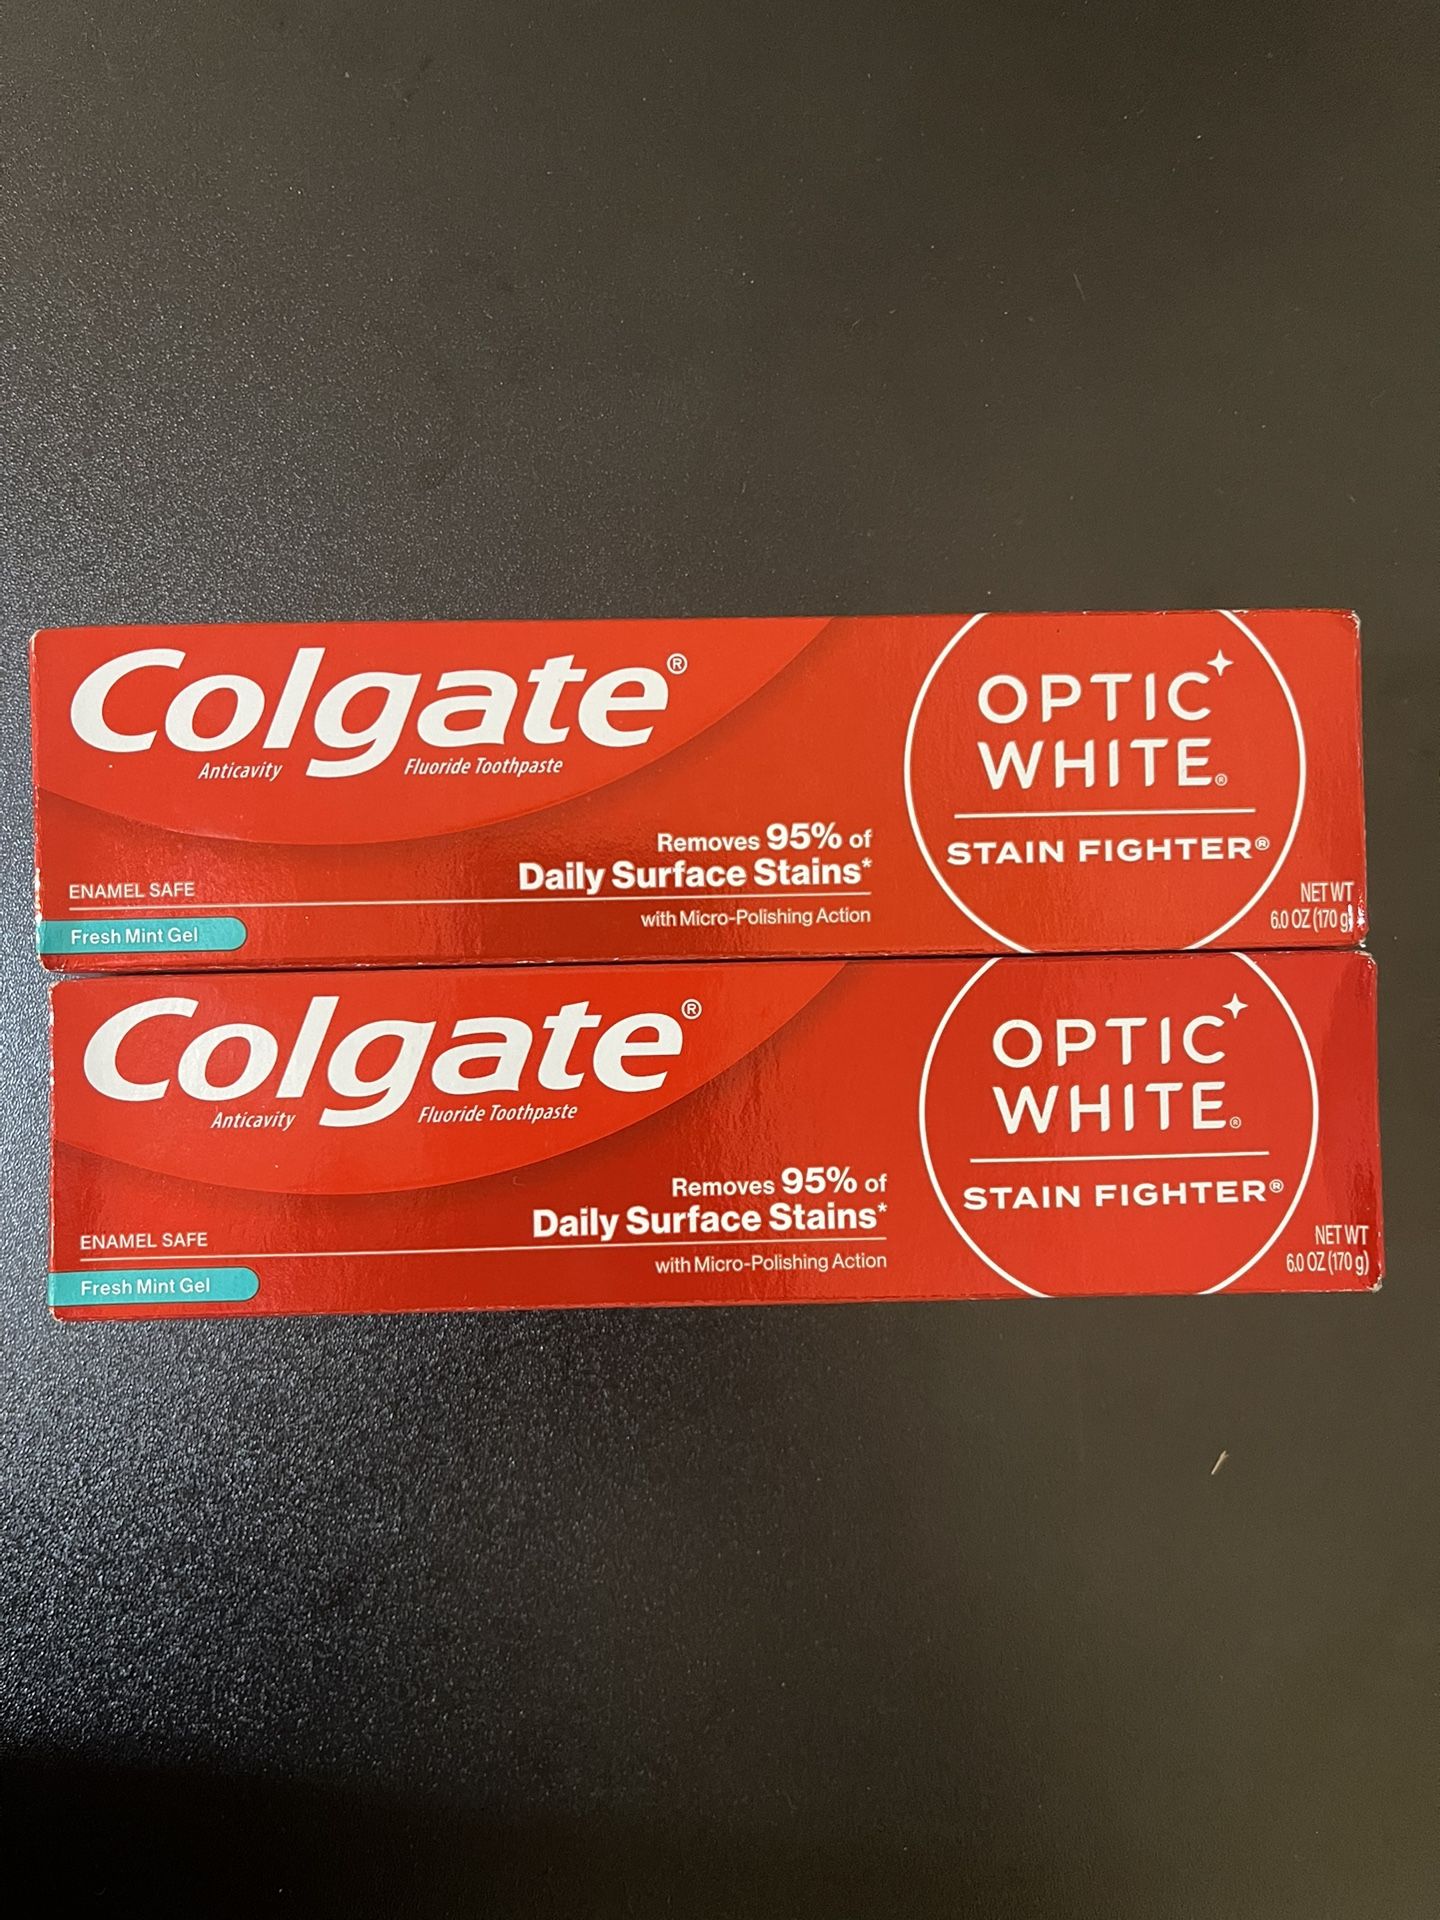 Colgate®
Anticavity Fluoride Toothpaste
Removes 95% of
Daily Surface Stains*
with Micro-Polishing Action
ENAMEL SAFE
Fresh Mint Gel
OPTIC
WHITE®
STAIN FIGHTER®
NET WT
6.0 OZ (170 g)
Colgate®
Anticavity Fluoride Toothpaste
Removes 95% of
Daily Surface Stains*
with Micro-Polishing Action
ENAMEL SAFE
Fresh Mint Gel
OPTIC
WHITE®
STAIN FIGHTER®
NET WT
6.0 OZ (170 g)